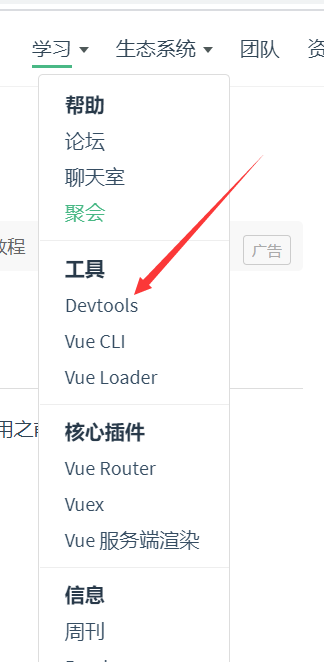 学习 生态系统 团队 资
帮助
论坛
聊天室
聚会
教程
广告
工具
Devtools
Vue CLI
Vue Loader
用之前
核心插件
Vue Router
Vuex
Vue 服务端渲染
信息
周刊